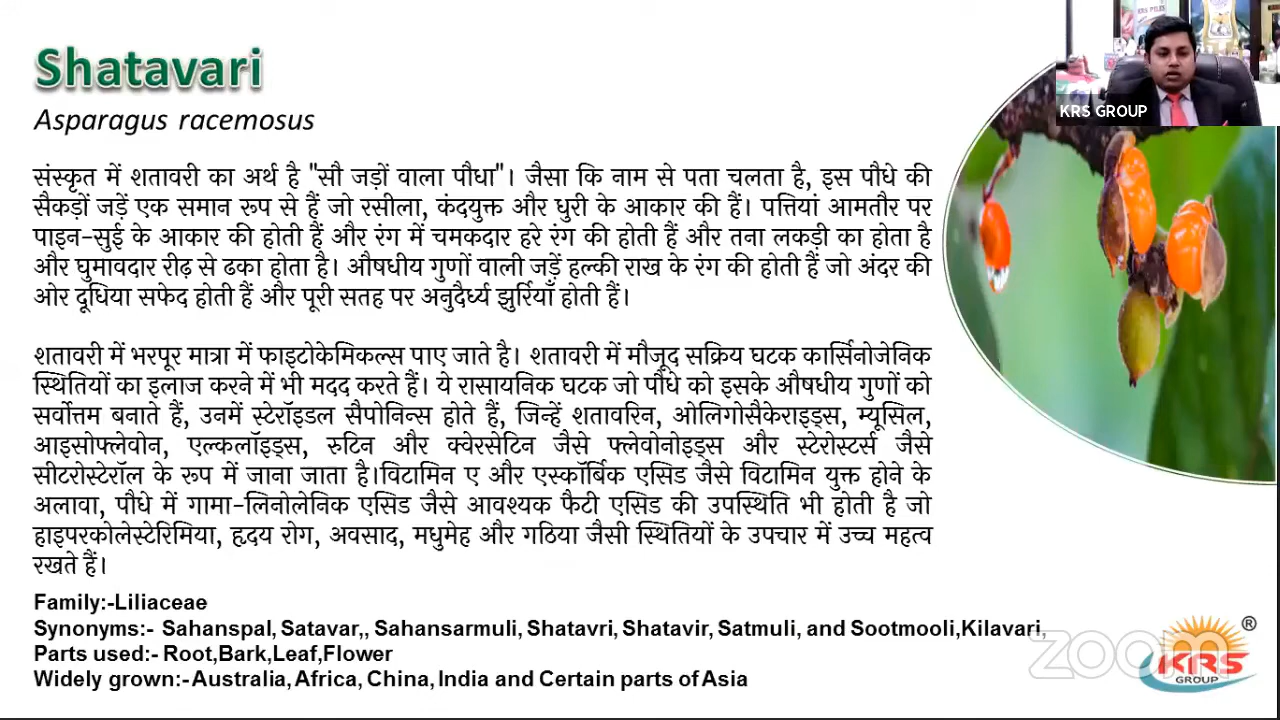 Shatavari
Asparagus racemosus
संस्कृत में शतावरी का अर्थ है "सौ जड़ों वाला पौधा"। जैसा कि नाम से पता चलता है, इस पौधे की
सैकड़ों जड़ें एक समान रूप से हैं जो रसीला, कंदयुक्त और धुरी के आकार की हैं। पत्तियां आमतौर पर
पाइन-सुई के आकार की होती हैं और रंग में चमकदार हरे रंग की होती हैं और तना लकड़ी का होता है
और घुमावदार रीढ़ से ढका होता है। औषधीय गुणों वाली जड़ें हल्की राख के रंग की होती हैं जो अंदर की
ओर दूधिया सफेद होती हैं और पूरी सतह पर अनुदैर्ध्य झुर्रियाँ होती हैं।
शतावरी में भरपूर मात्रा में फाइटोकेमिकल्स पाए जाते है। शतावरी में मौजूद सक्रिय घटक कार्सिनोजेनिक
स्थितियों का इलाज करने में भी मदद करते हैं। ये रासायनिक घटक जो पौधे को इसके औषधीय गुणों को
सर्वोत्तम बनाते हैं, उनमें स्टेरॉइडल सैपोनिन्स होते हैं, जिन्हें शतावरिन, ओलिगोसैकेराइड्स, म्यूसिल,
आइसोफ्लेवोन, एल्कलॉइड्स, रुटिन और क्वेरसेटिन जैसे फ्लेवोनोइड्स और स्टेरोस्टर्स जैसे
सीटरोस्टेरॉल के रूप में जाना जाता है।विटामिन ए और एस्कॉर्बिक एसिड जैसे विटामिन युक्त होने के
अलावा, पौधे में गामा-लिनोलेनिक एसिड जैसे आवश्यक फैटी एसिड की उपस्थिति भी होती है जो
हाइपरकोलेस्टेरिमिया, हृदय रोग, अवसाद, मधुमेह और गठिया जैसी स्थितियों के उपचार में उच्च महत्व
रखते हैं।
Family:-Liliaceae
Synonyms:- Sahanspal, Satavar,, Sahansarmuli, Shatavri, Shatavir, Satmuli, and Sootmooli,Kilavari,
Parts used:- Root,Bark,Leaf,Flower
Widely grown:-Australia, Africa, China, India and Certain parts of Asia
KRS GROUP
zoom
KRS
GROUP
®